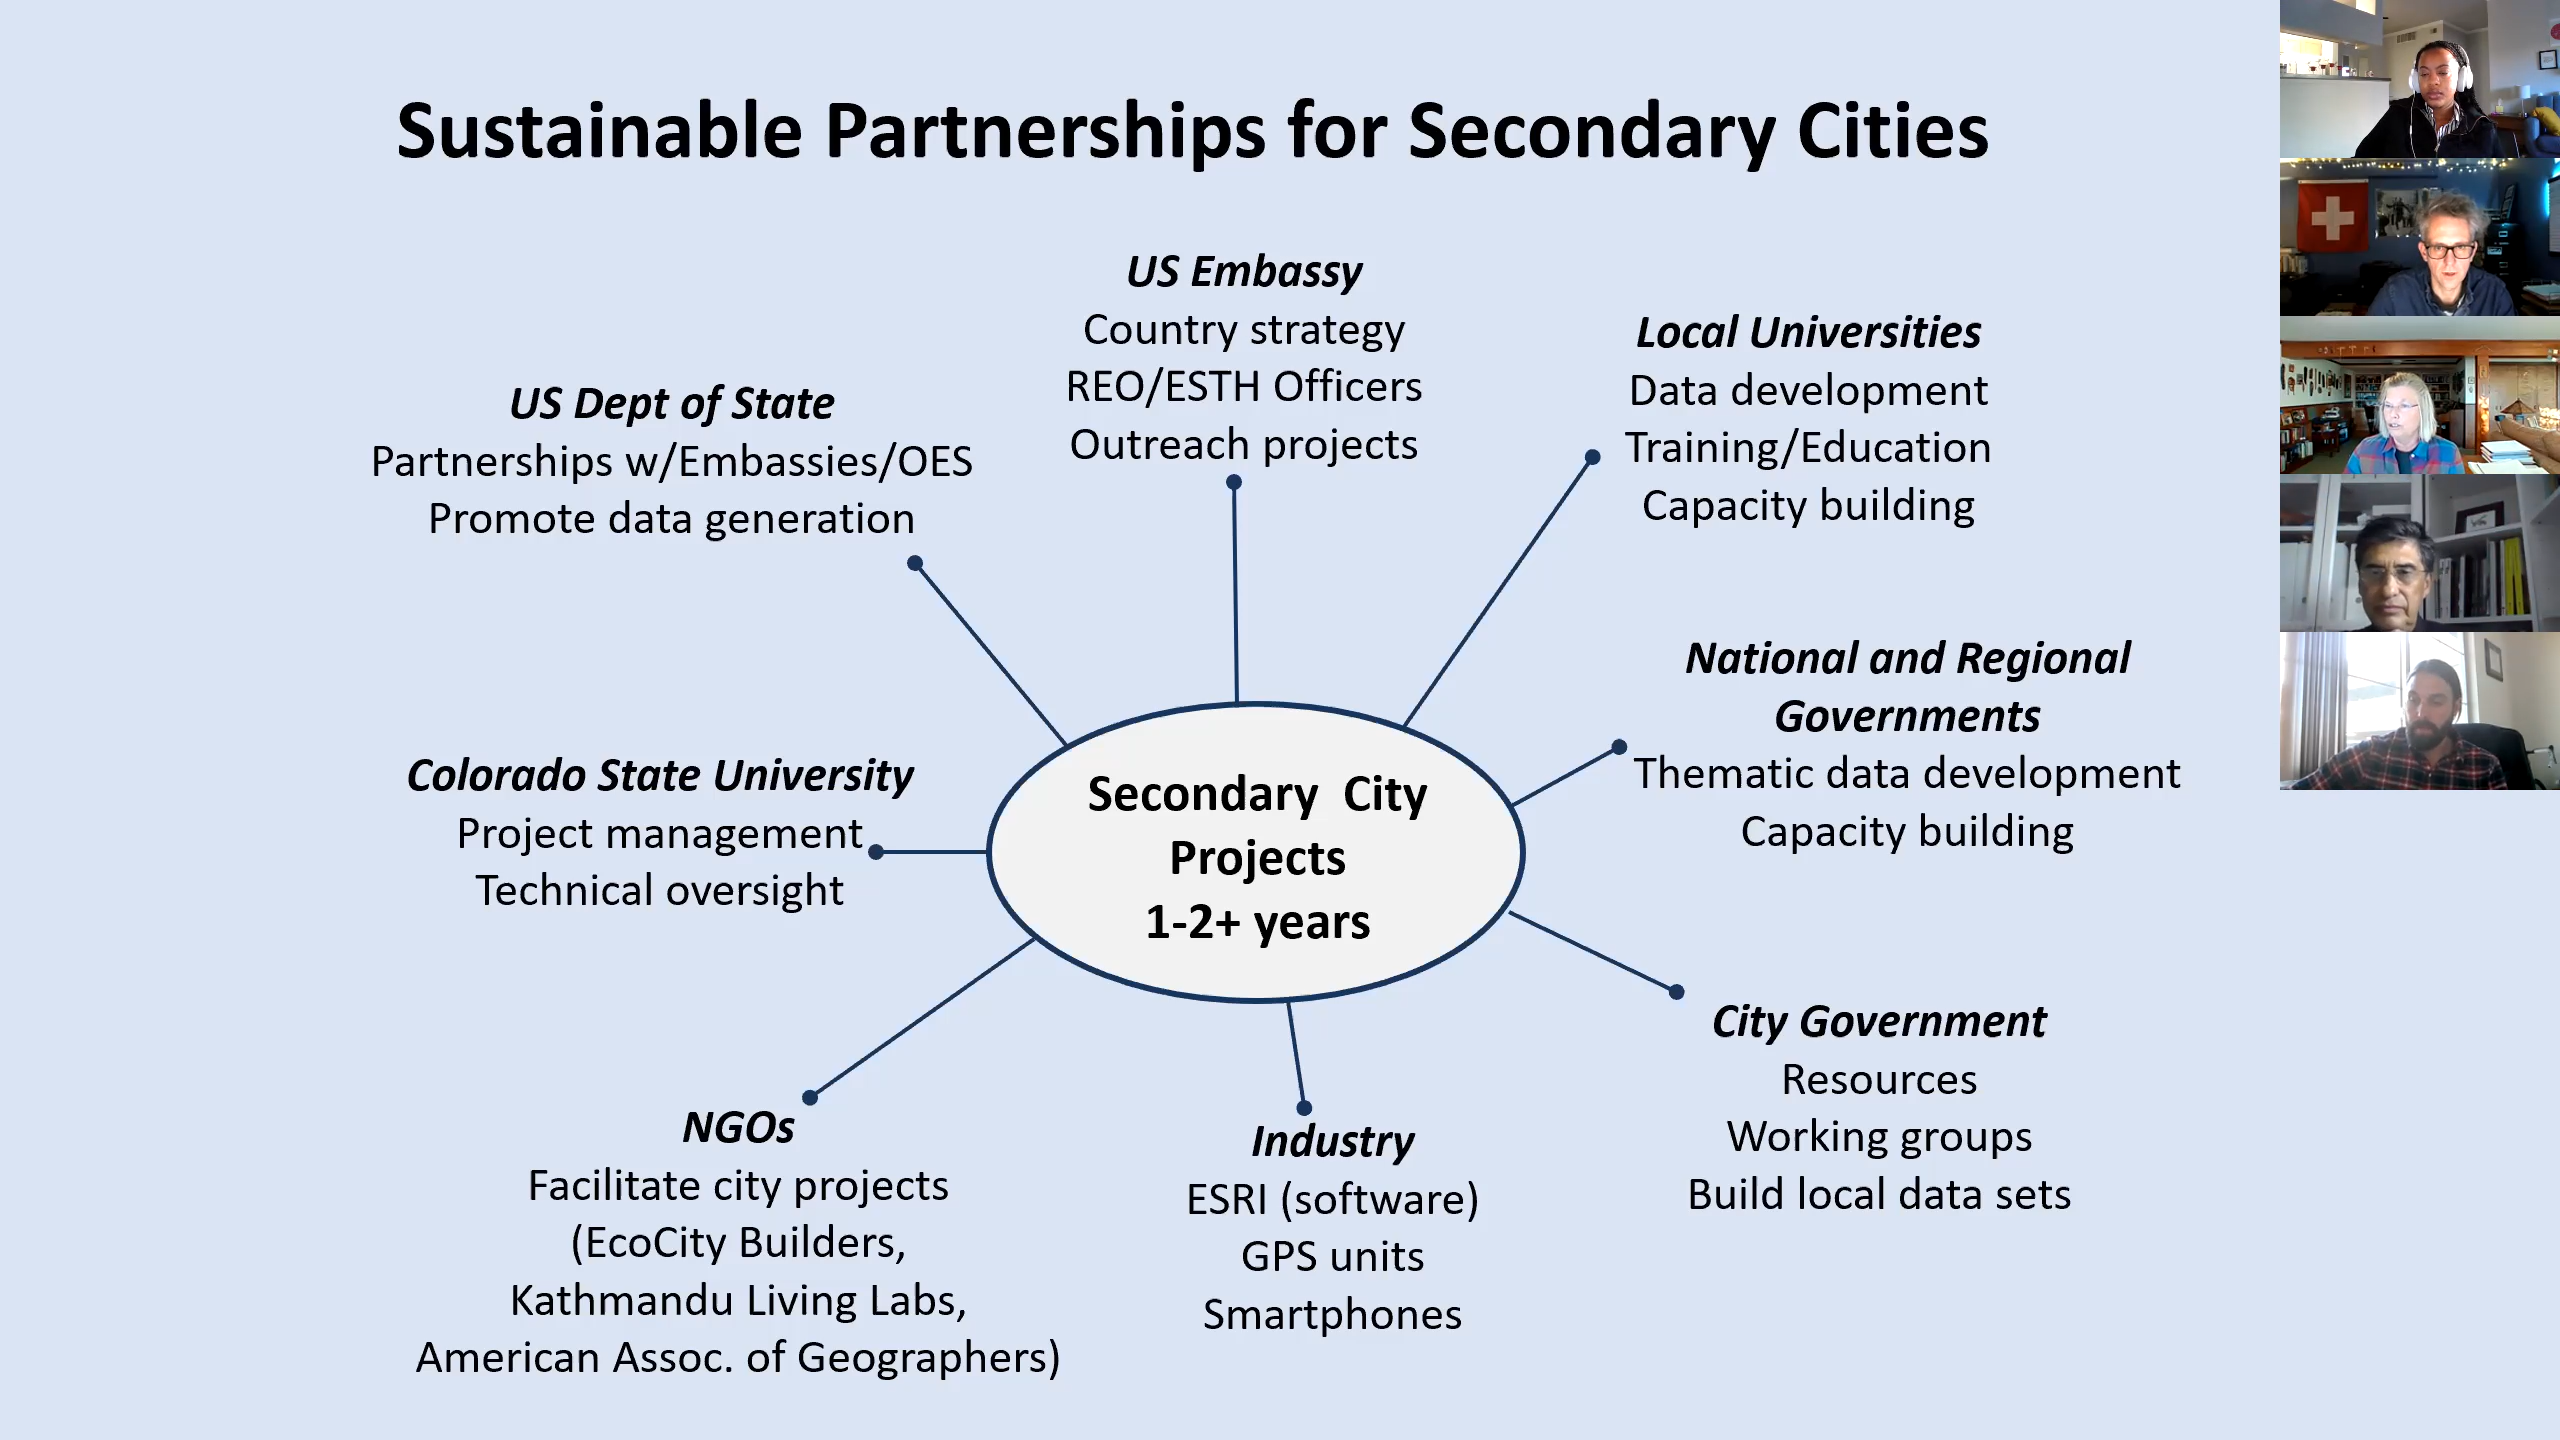 Sustainable Partnerships for Secondary Cities
US Embassy
Country strategy
REO/ESTH Officers
Outreach projects
Local Universities
Data development
Training/Education
Capacity building
US Dept of State
Partnerships w/Embassies/OES
Promote data generation
National and Regional
Governments
Thematic data development
Capacity building
Colorado State University
Project management
Technical oversight
Secondary City
Projects
1-2+ years
City Government
Resources
Working groups
Build local data sets
NGOs
Facilitate city projects
(EcoCity Builders,
Kathmandu Living Labs,
American Assoc. of Geographers)
Industry
ESRI (software)
GPS units
Smartphones